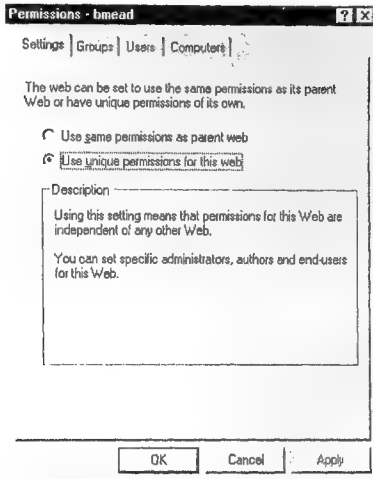 Permissions - bmead
Settings Groups Users Computers
The web can be set to use the same permissions as its parent
Web or have unique permissions of its own.
Use same permissions as parent web
Use unique permissions for this web
Description
Using this setting means that permissions for this Web are
independent of any other Web.
You can set specific administrators, authors and end-users
for this Web.
OK Cancel Apply